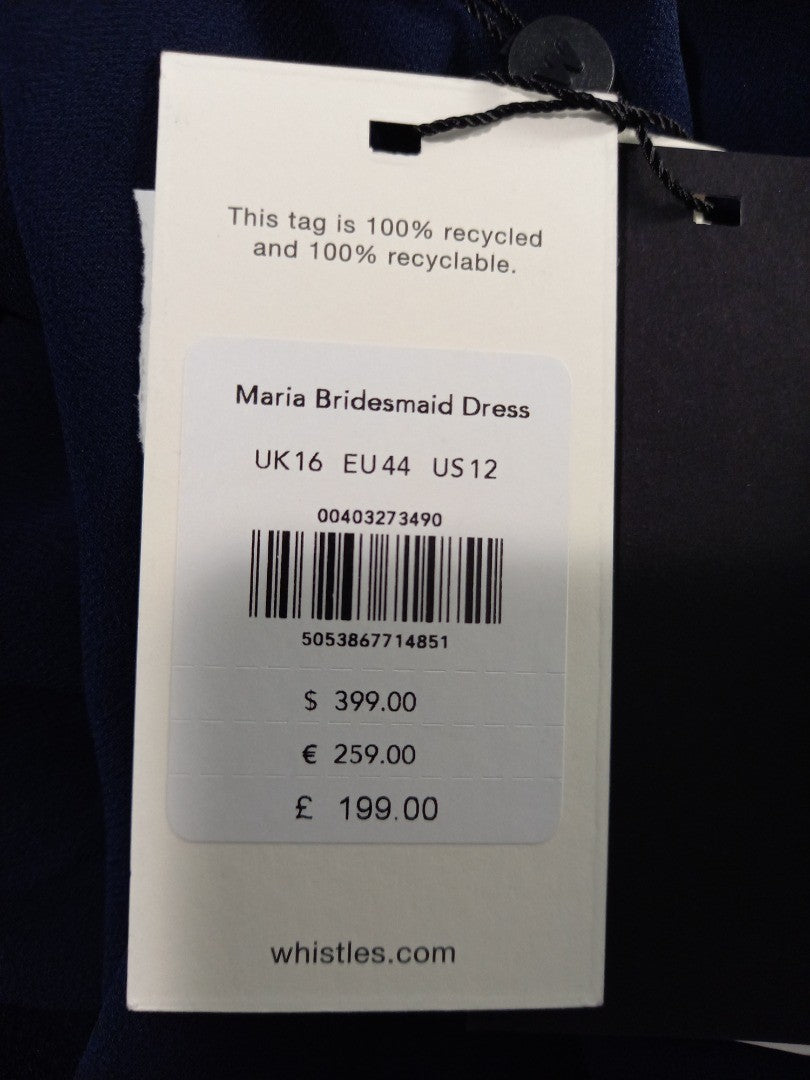 This tag is 100% recycled
and 100% recyclable.
Maria Bridesmaid Dress
UK16 EU44 US12
00403273490
5053867714851
$ 399.00
€ 259.00
£ 199.00
whistles.com